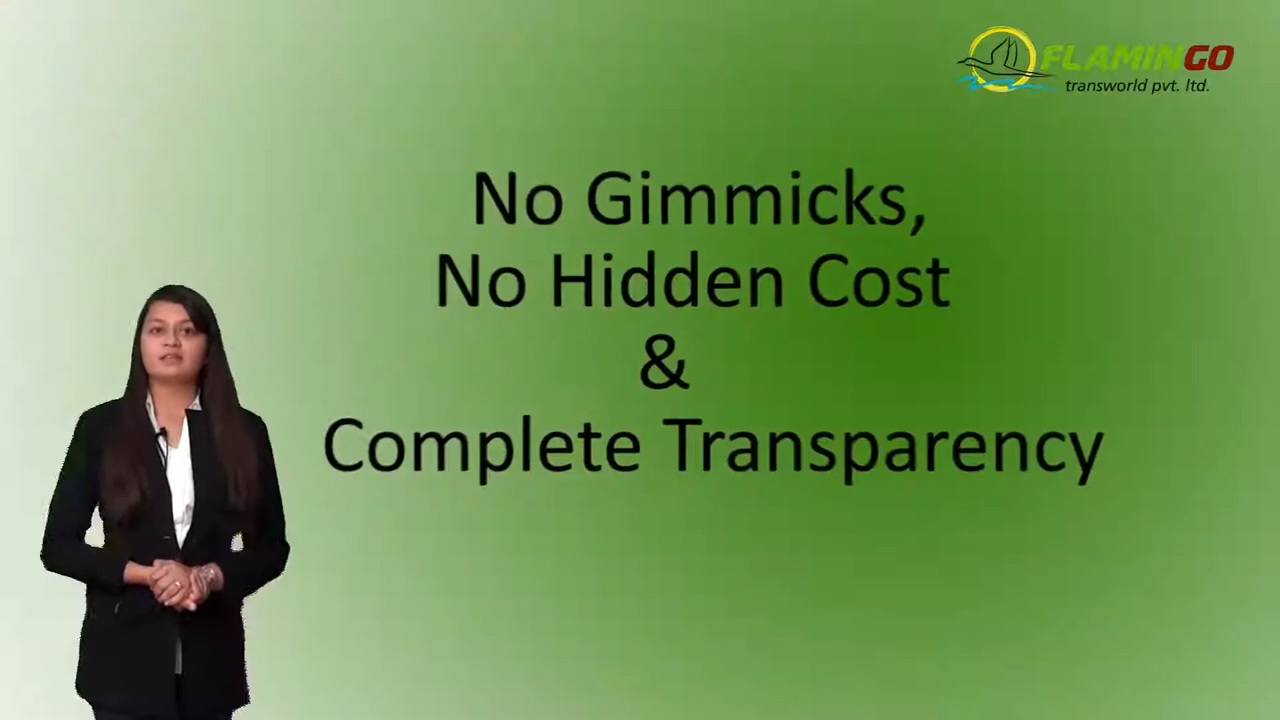 FLAMINGO
transworld pvt. ltd.
No Gimmicks,
No Hidden Cost
&
Complete Transparency